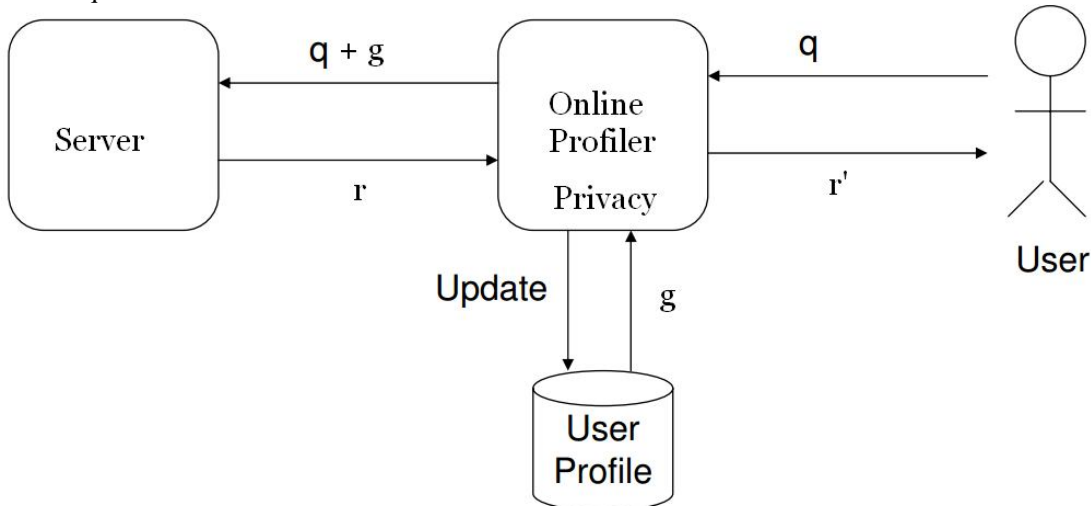 q + g
q
Server
Online
Profiler
Privacy
r
r'
User
Update
g
User
Profile